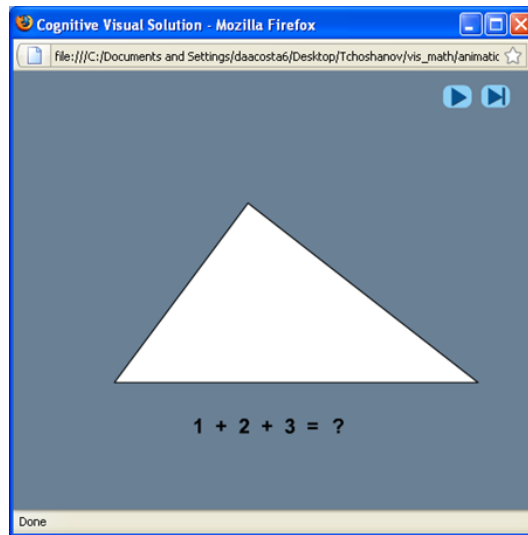 Cognitive Visual Solution - Mozilla Firefox
file:///C:/Documents and Settings/daacosta6/Desktop/Tchoshanov/vis_math/animatic
1 + 2 + 3 = ?
Done